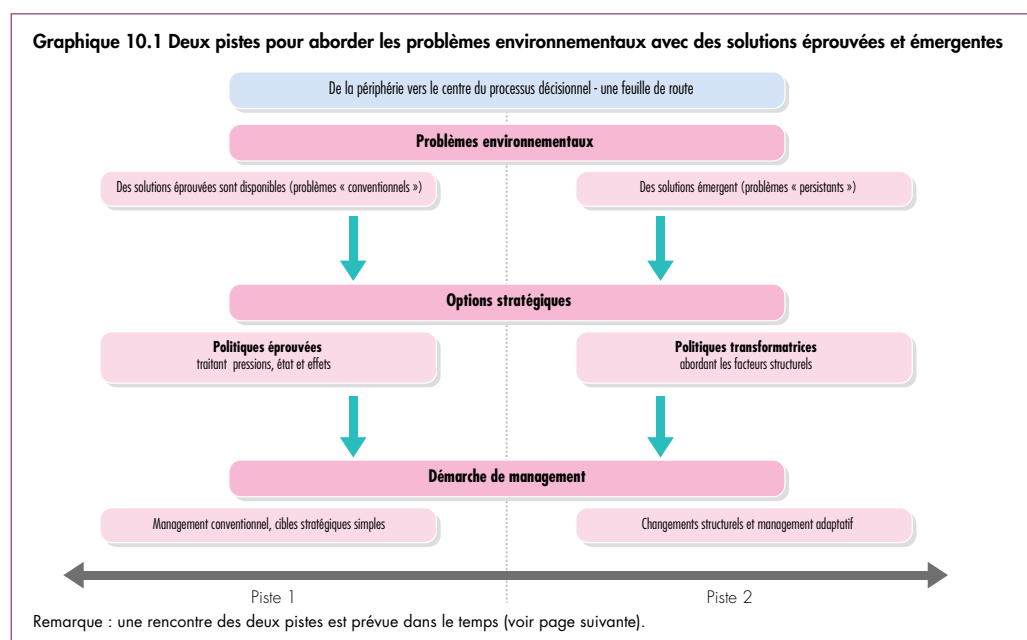 Graphique 10.1 Deux pistes pour aborder les problèmes environnementaux avec des solutions éprouvées et émergentes
De la périphérie vers le centre du processus décisionnel - une feuille de route
Problèmes environnementaux
Des solutions éprouvées sont disponibles (problèmes « conventionnels »)
Des solutions émergent (problèmes « persistants »)
Options stratégiques
Politiques éprouvées
traitant pressions, état et effets
Politiques transformatrices
abordant les facteurs structurels
Démarche de management
Management conventionnel, cibles stratégiques simples
Changements structurels et management adaptatif
Piste 1
Piste 2
Remarque : une rencontre des deux pistes est prévue dans le temps (voir page suivante).